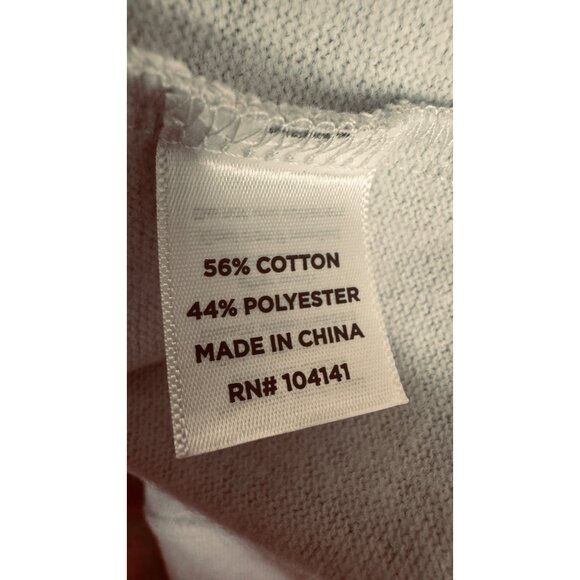 56% COTTON
44% POLYESTER
MADE IN CHINA
RN# 104141